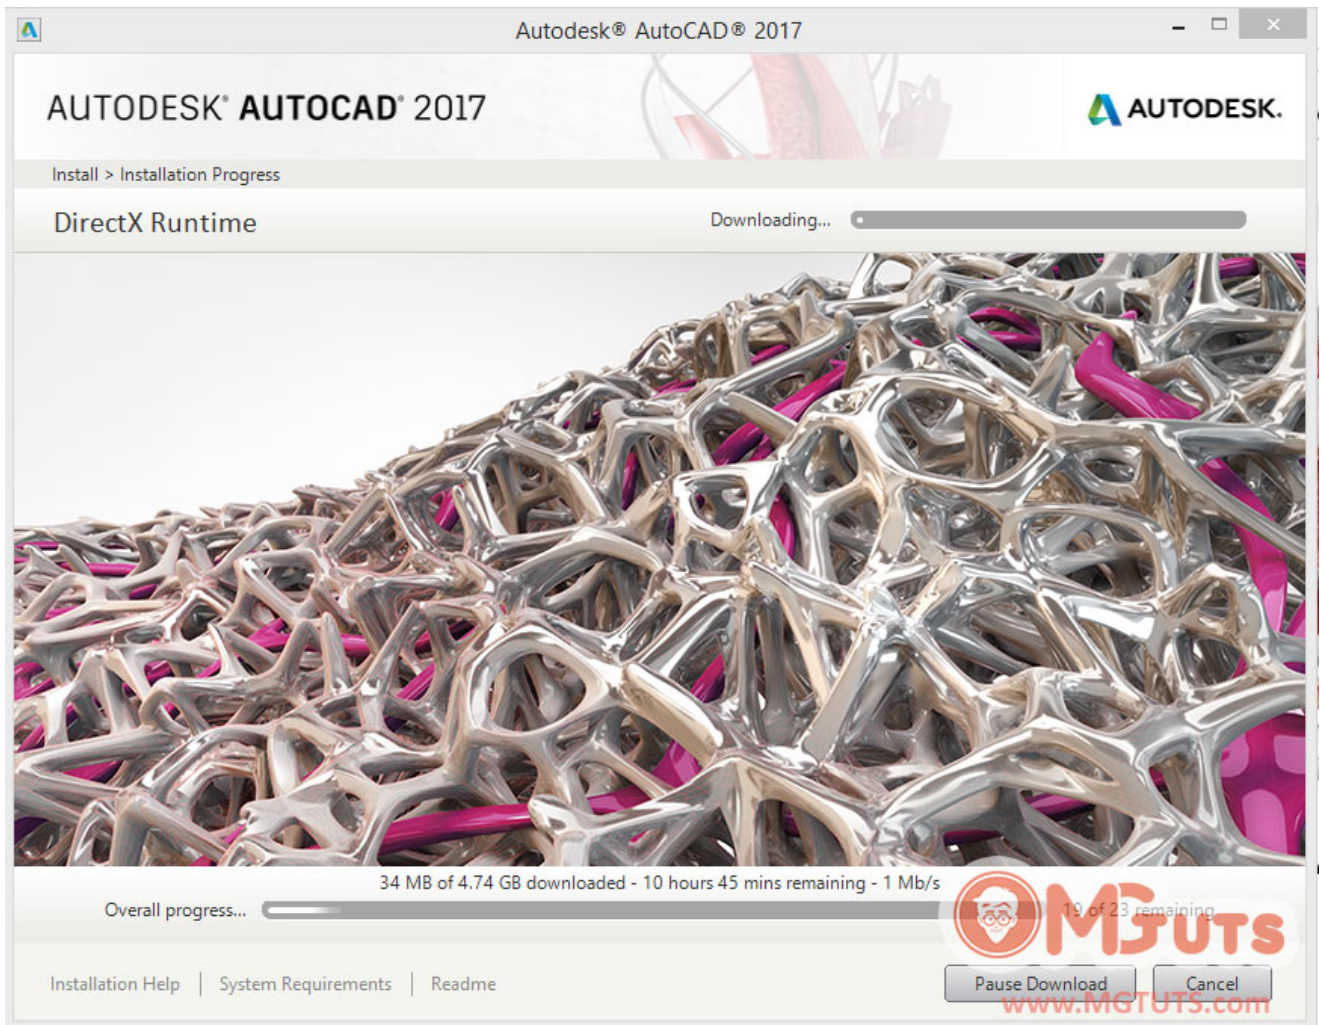 Autodesk® AutoCAD® 2017
AUTODESK® AUTOCAD® 2017
AUTODESK.
Install > Installation Progress
DirectX Runtime
Downloading...
34 MB of 4.74 GB downloaded - 10 hours 45 mins remaining - 1 Mb/s
Overall progress...
19 of 23 remaining
MGTUTS
Installation Help
System Requirements
Readme
Pause Download
Cancel
www.MGTUTS.com